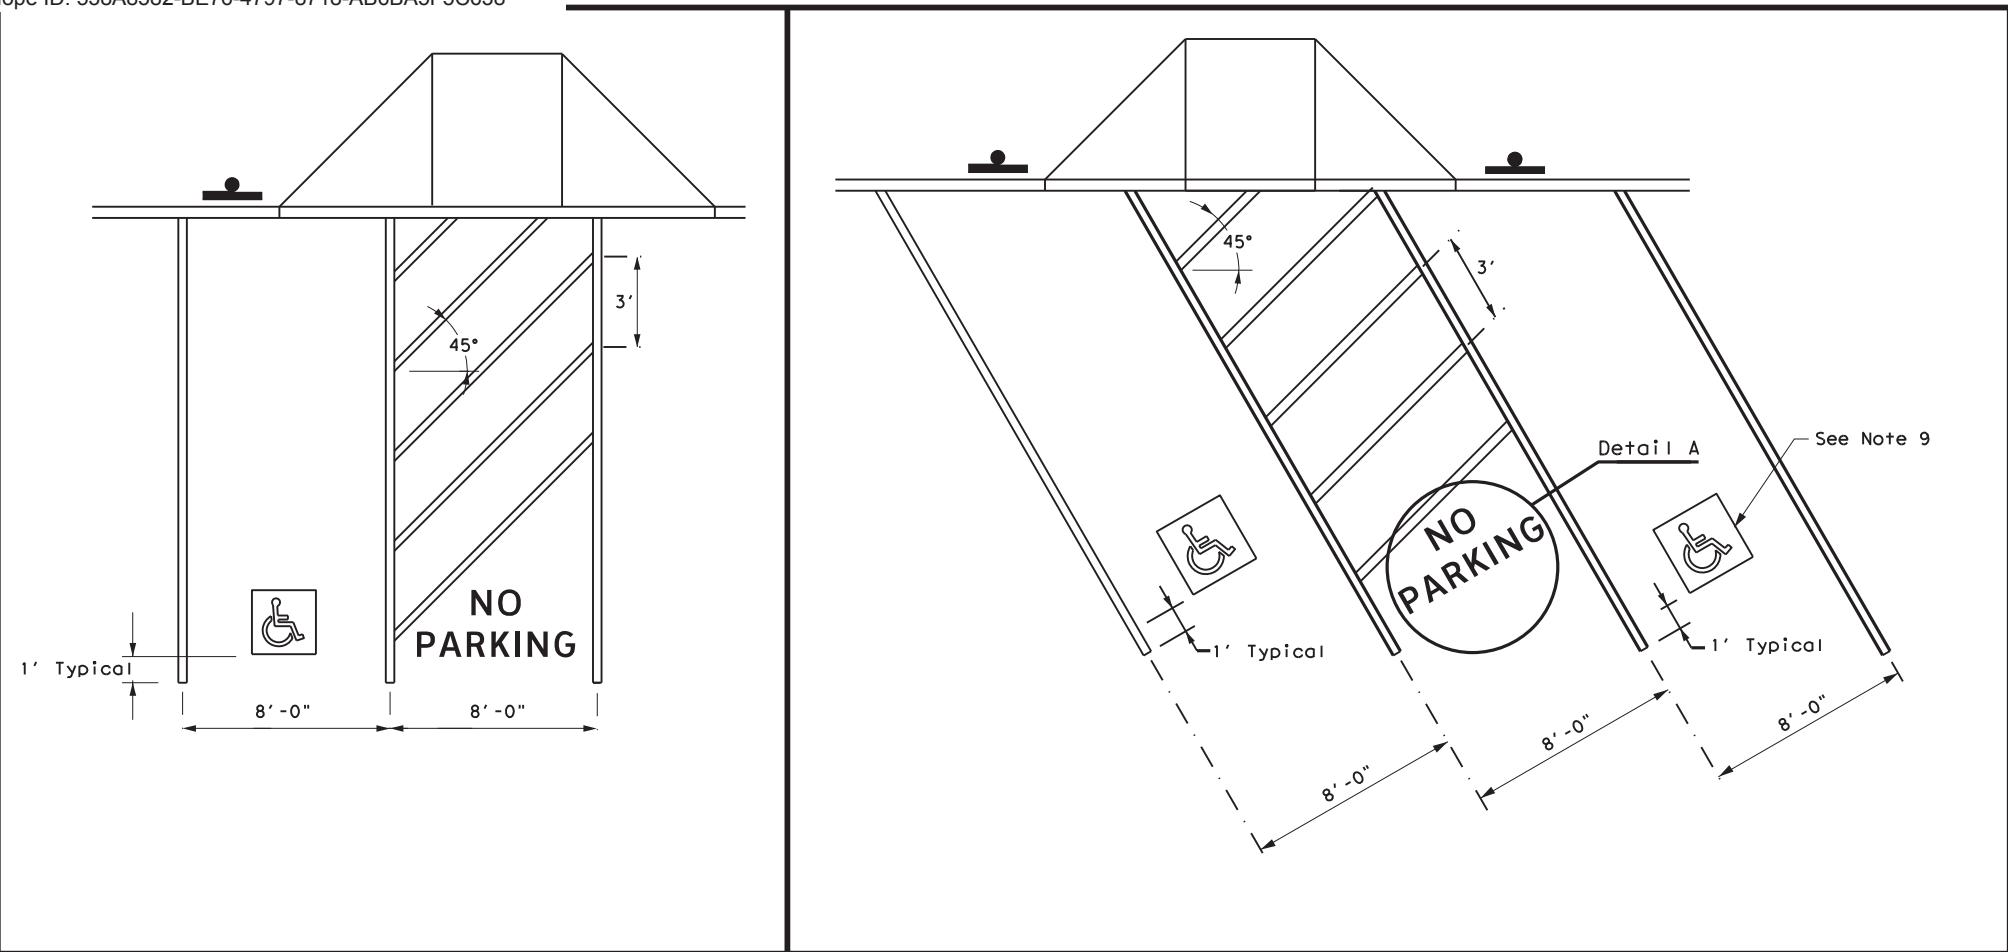 45°
3'
NO
PARKING
1' Typical
8'-0"
8'-0"
45°
3'
Detail A
See Note 9
NO
PARKING
1' Typical
1' Typical
8'-0"
8'-0"
8'-0"